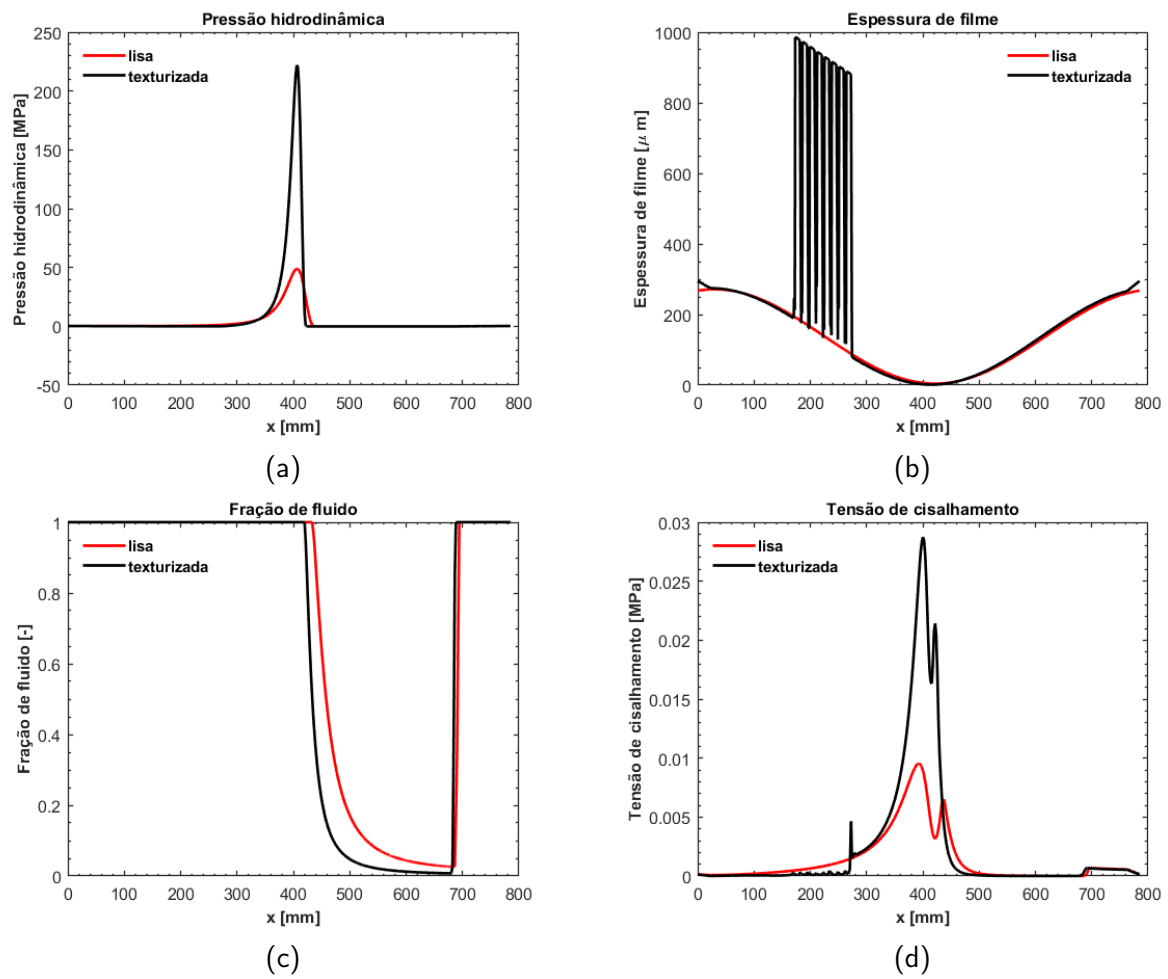 Pressão hidrodinâmica
Pressão hidrodinâmica [MPa]
250
200
150
100
50
0
-50
lisa
texturizada
0 100 200 300 400 500 600 700 800
x [mm]
(a)
Espessura de filme
Espessura de filme [μ m]
1000
800
600
400
200
0
lisa
texturizada
0 100 200 300 400 500 600 700 800
x [mm]
(b)
Fração de fluido
Fração de fluido [-]
1
0.8
0.6
0.4
0.2
0
lisa
texturizada
0 100 200 300 400 500 600 700 800
x [mm]
(c)
Tensão de cisalhamento
Tensão de cisalhamento [MPa]
0.03
0.025
0.02
0.015
0.01
0.005
0
lisa
texturizada
0 100 200 300 400 500 600 700 800
x [mm]
(d)